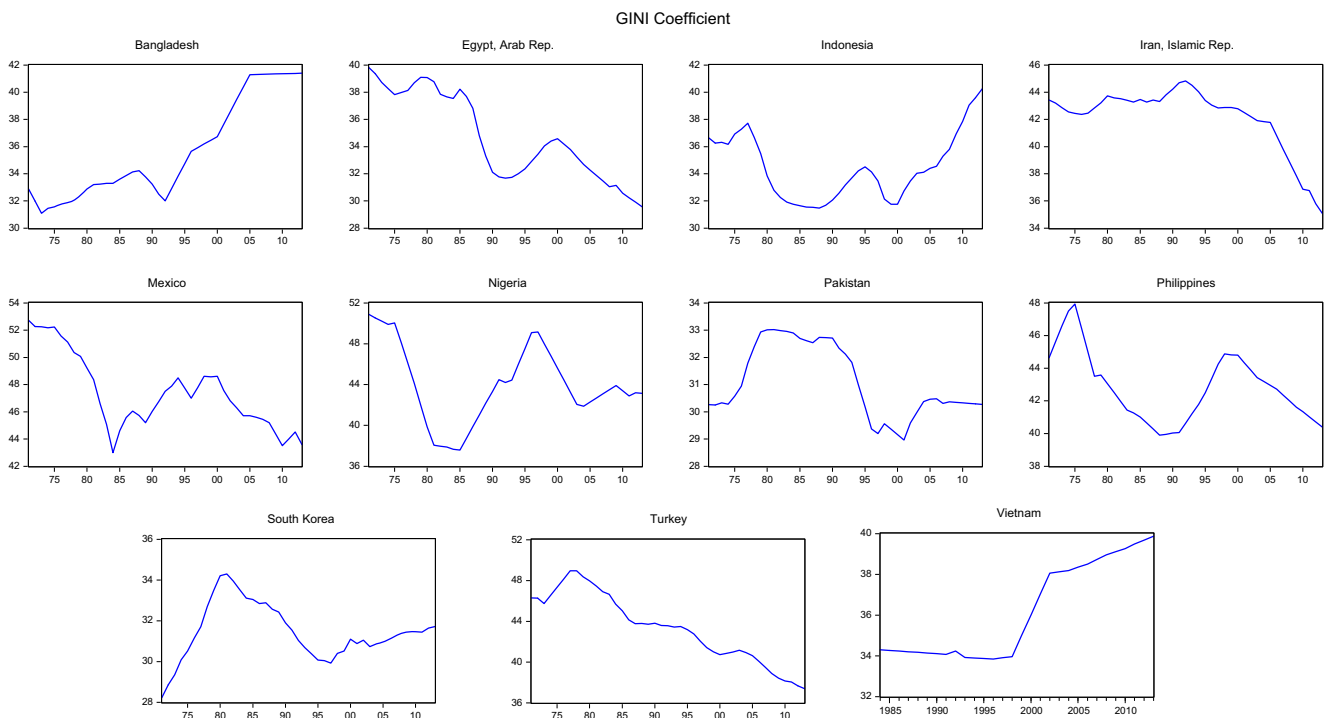 GINI Coefficient
Bangladesh
42
40
38
36
34
32
30
75 80 85 90 95 00 05 10
Egypt, Arab Rep.
40
38
36
34
32
30
28
75 80 85 90 95 00 05 10
Indonesia
42
40
38
36
34
32
30
75 80 85 90 95 00 05 10
Iran, Islamic Rep.
46
44
42
40
38
36
34
75 80 85 90 95 00 05 10
Mexico
54
52
50
48
46
44
42
75 80 85 90 95 00 05 10
Nigeria
52
48
44
40
36
75 80 85 90 95 00 05 10
Pakistan
34
33
32
31
30
29
28
75 80 85 90 95 00 05 10
Philippines
48
46
44
42
40
38
75 80 85 90 95 00 05 10
South Korea
36
34
32
30
28
75 80 85 90 95 00 05 10
Turkey
52
48
44
40
36
75 80 85 90 95 00 05 10
Vietnam
40
38
36
34
32
1985 1990 1995 2000 2005 2010